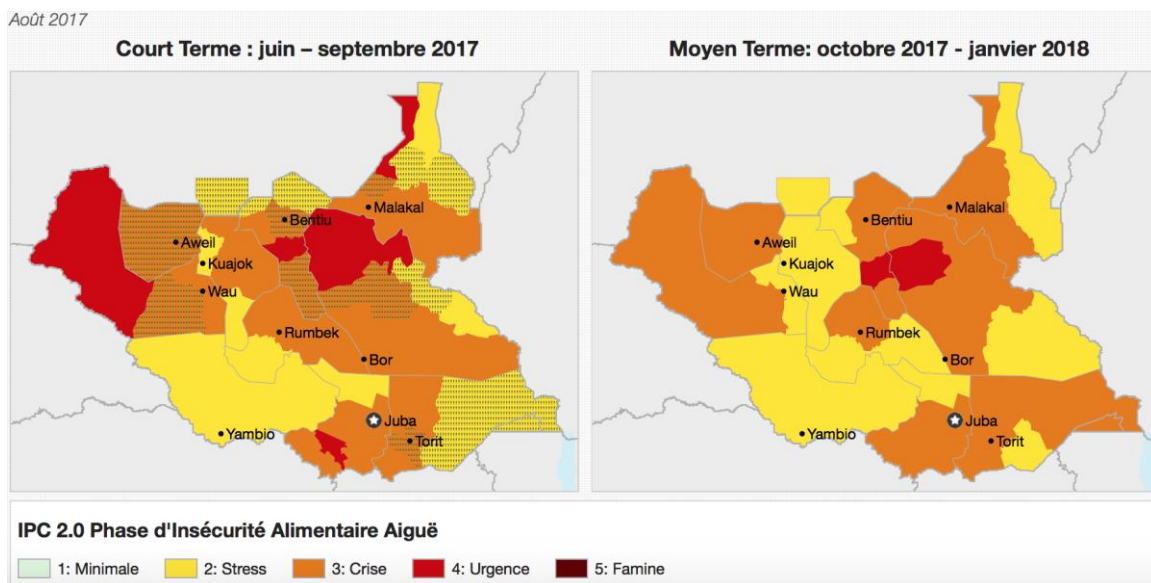 Août 2017
Court Terme : juin – septembre 2017
Moyen Terme: octobre 2017 - janvier 2018
Malakal
Bentiu
Aweil
Kuajok
Wau
Rumbek
Bor
Juba
Yambio
Torit
Malakal
Bentiu
Aweil
Kuajok
Wau
Rumbek
Bor
Juba
Yambio
Torit
IPC 2.0 Phase d'Insécurité Alimentaire Aiguë
1: Minimale 2: Stress 3: Crise 4: Urgence 5: Famine